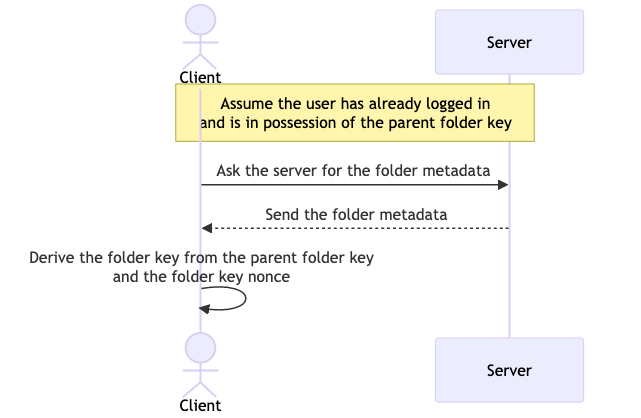 Server
Client
Assume the user has already logged in
and is in possession of the parent folder key
Ask the server for the folder metadata
Send the folder metadata
Derive the folder key from the parent folder key
and the folder key nonce
Server
Client